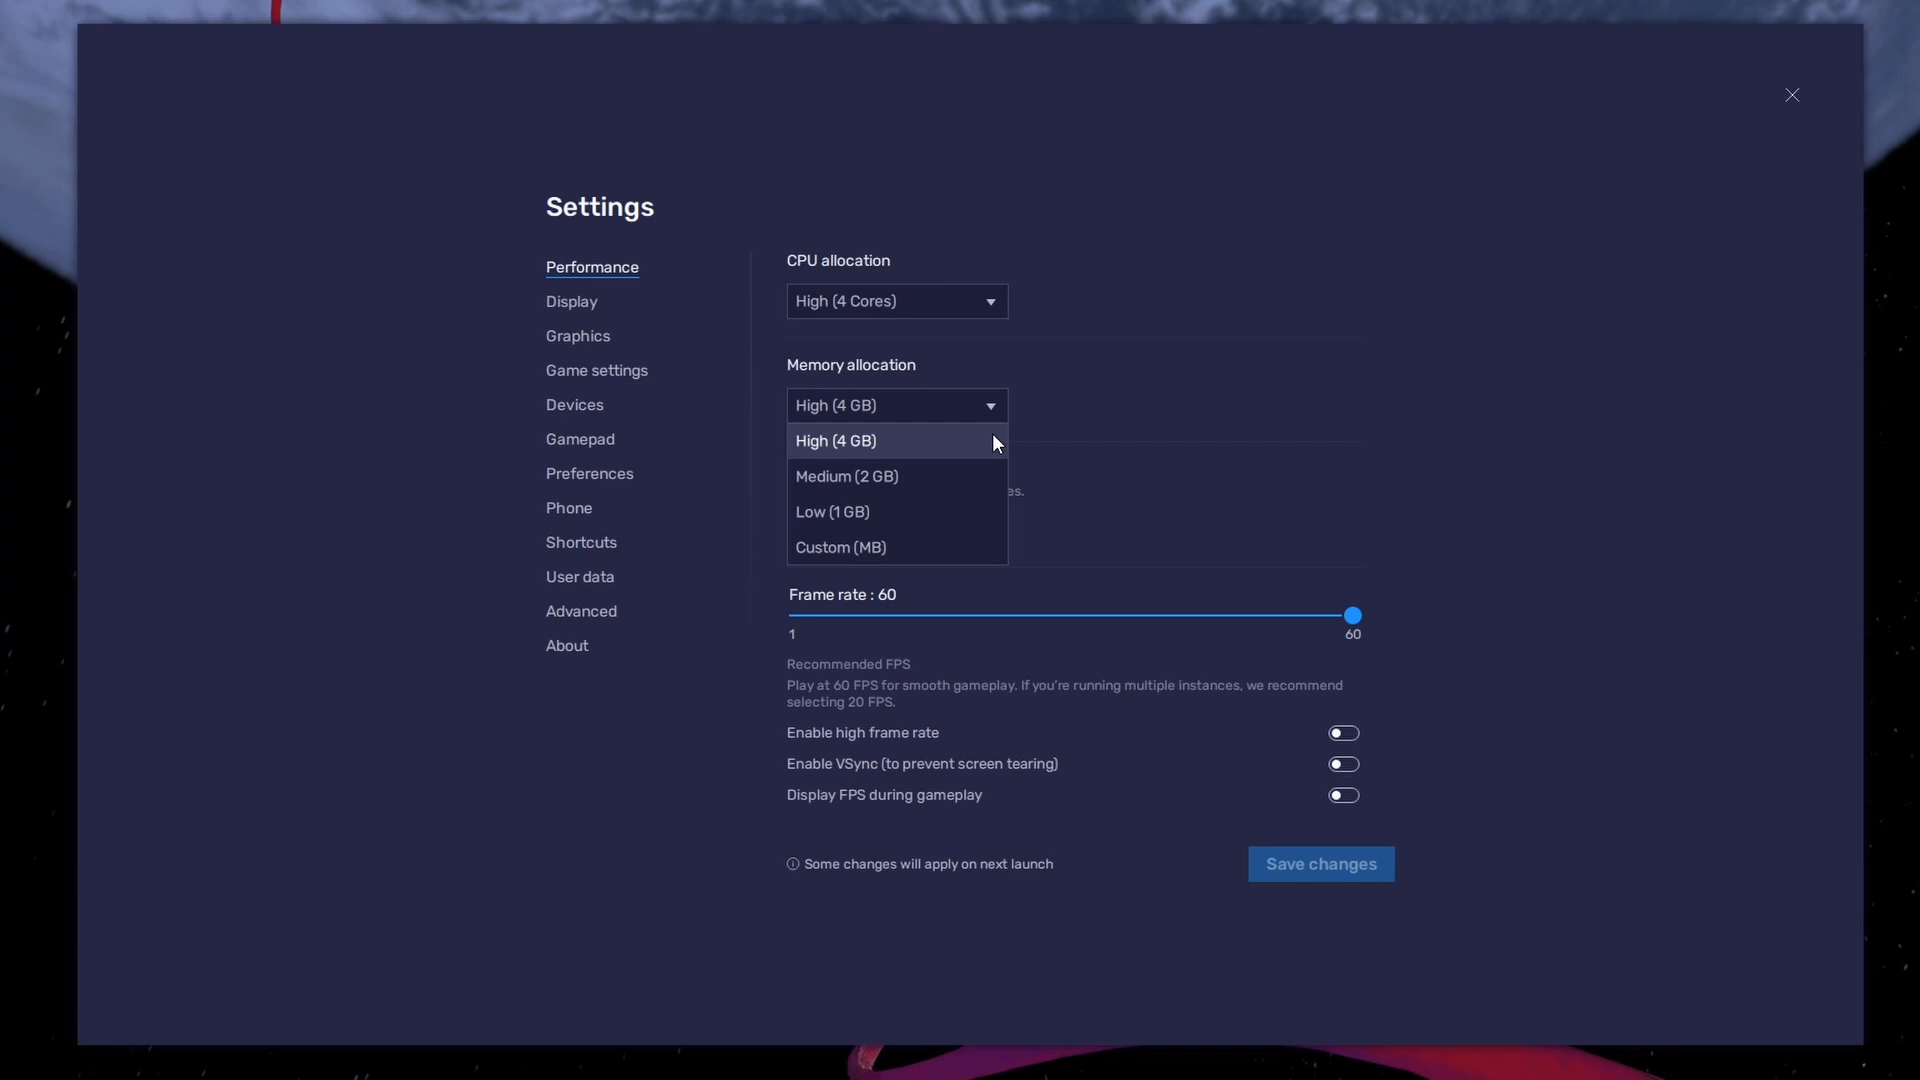 Settings
Performance
Display
Graphics
Game settings
Devices
Gamepad
Preferences
Phone
Shortcuts
User data
Advanced
About
CPU allocation
High (4 Cores)
Memory allocation
High (4 GB)
High (4 GB)
Medium (2 GB)
Low (1 GB)
Custom (MB)
Frame rate : 60
1
60
Recommended FPS
Play at 60 FPS for smooth gameplay. If you're running multiple instances, we recommend
selecting 20 FPS.
Enable high frame rate
Enable VSync (to prevent screen tearing)
Display FPS during gameplay
Some changes will apply on next launch
Save changes